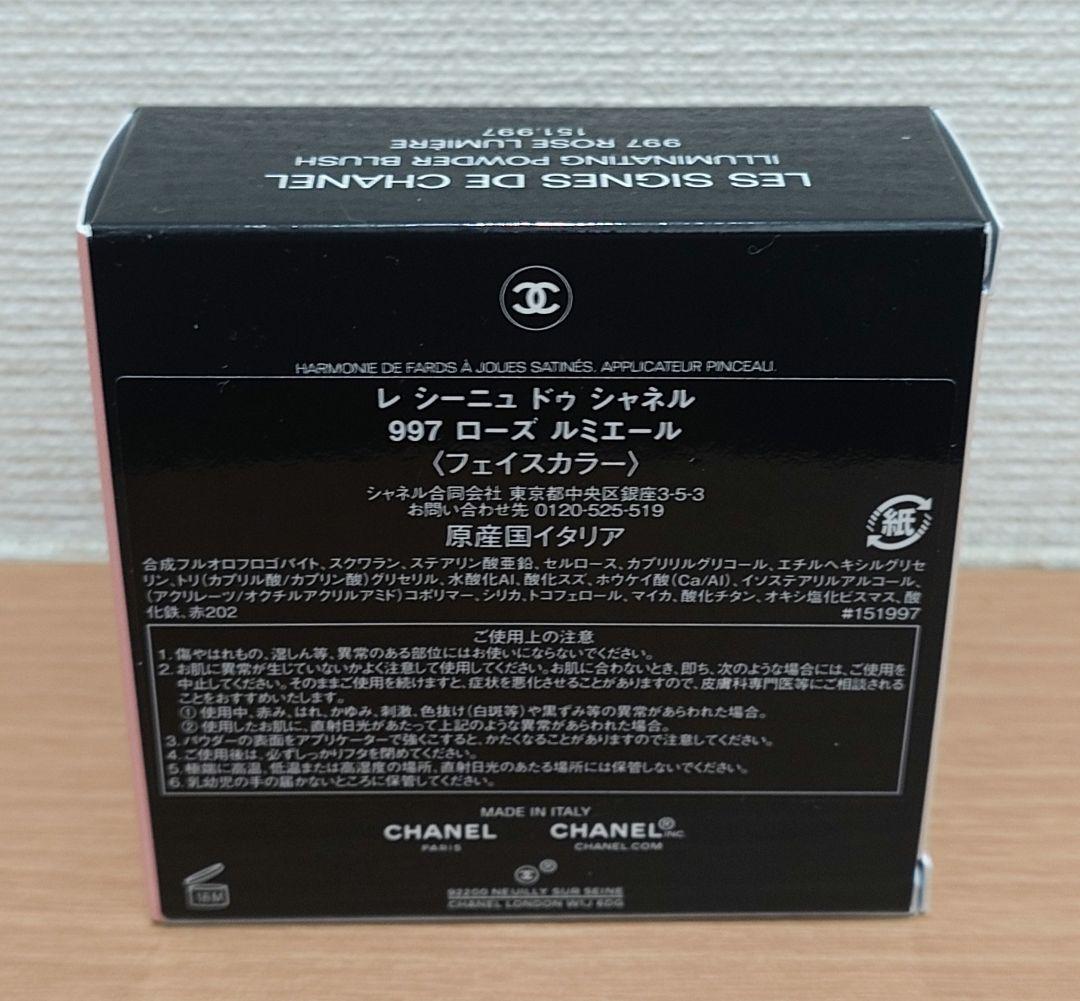 LES SIGNES DE CHANEL
ILLUMINATING POWDER BLUSH
997 ROSE LUMIÈRE
151.997
HARMONIE DE FARDS À JOUES SATINÉS. APPLICATEUR PINCEAU.
レ シーニュ ドゥ シャネル
997 ローズ ルミエール
〈フェイスカラー〉
シャネル合同会社 東京都中央区銀座3-5-3
お問い合わせ先 0120-525-519
原産国イタリア
紙
合成フルオロフロゴパイト、スクワラン、ステアリン酸亜鉛、セルロース、カプリリルグリコール、エチルヘキシルグリセ
リン、トリ(カプリル酸/カプリン酸)グリセリル、水酸化Al、酸化スズ、ホウケイ酸(Ca/Al)、イソステアリルアルコール、
(アクリレーツ/オクチルアクリルアミド)コポリマー、シリカ、トコフェロール、マイカ、酸化チタン、オキシ塩化ビスマス、酸
化鉄、赤202
#151997
ご使用上の注意
1. 傷やはれもの、湿しん等、異常のある部位にはお使いにならないでください。
2. お肌に異常が生じていないかよく注意して使用してください。お肌に合わないとき、即ち、次のような場合には、ご使用を
中止してください。そのままご使用を続けますと、症状を悪化させることがありますので、皮膚科専門医等にご相談される
ことをおすすめいたします。
① 使用中、赤み、はれ、かゆみ、刺激、色抜け(白斑等)や黒ずみ等の異常があらわれた場合。
② 使用したお肌に、直射日光があたって上記のような異常があらわれた場合。
3. パウダーの表面をアプリケーターで強くこすると、かたくなることがありますので注意してください。
4. ご使用後は、必ずしっかりフタを閉めてください。
5. 極端に高温、低温または高湿度の場所、直射日光のあたる場所には保管しないでください。
6. 乳幼児の手の届かないところに保管してください。
MADE IN ITALY
CHANEL CHANEL® INC.
PARIS CHANEL.COM
®
18M
92200 NEUILLY SUR SEINE
CHANEL LONDON W1J 6DG